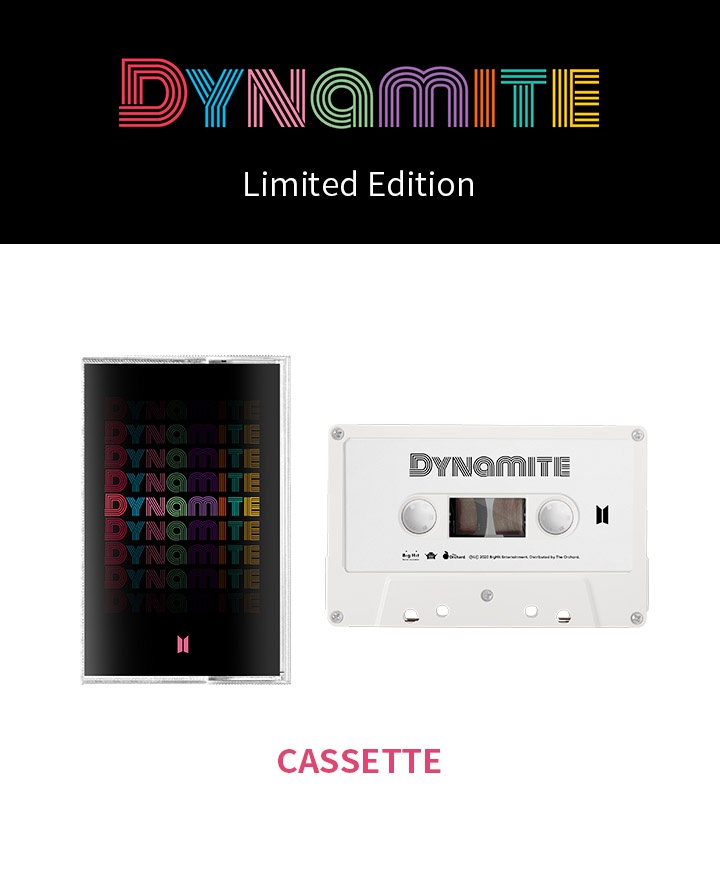 DYNAMITE
Limited Edition
DYNAMITE
DYNAMITE
DYNAMITE
DYNAMITE
DYNAMITE
DYNAMITE
DYNAMITE
DYNAMITE
DYNAMITE
DYNAMITE
Big Hit
Orchard.
℗© 2020 BigHit Entertainment. Distributed by The Orchard.
CASSETTE